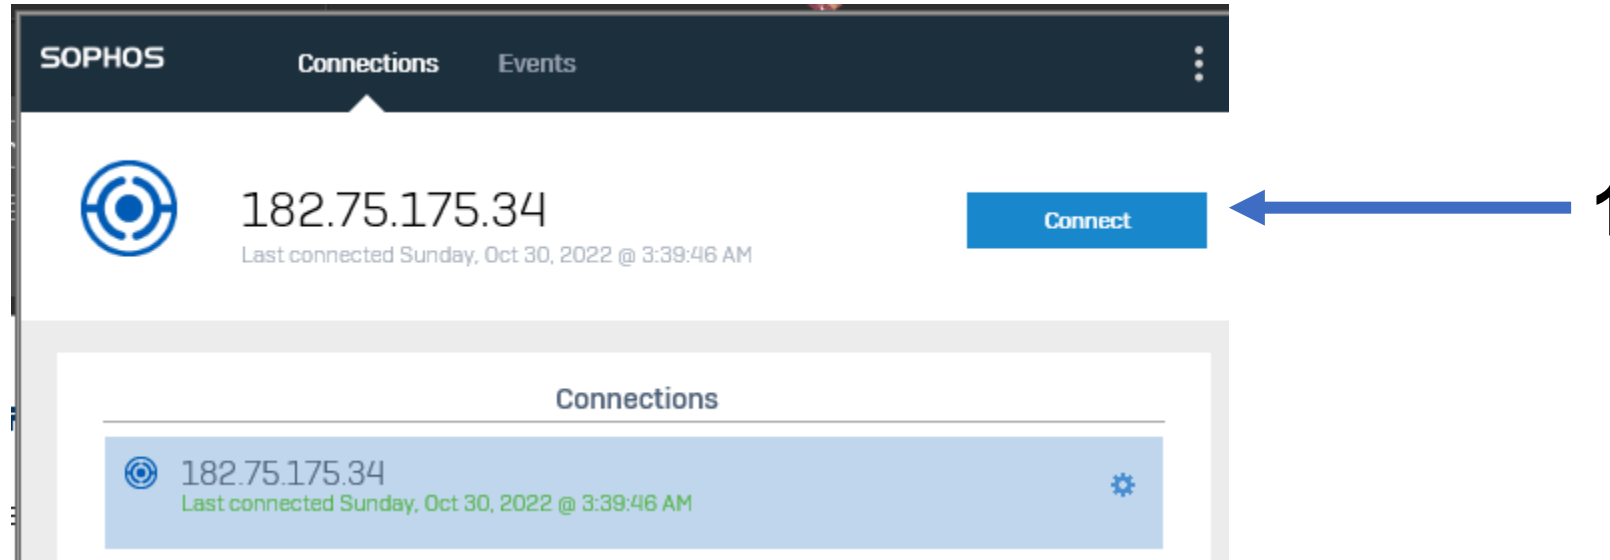 SOPHOS Connections Events
182.75.175.34
Last connected Sunday, Oct 30, 2022 @ 3:39:46 AM
Connect
1
Connections
182.75.175.34
Last connected Sunday, Oct 30, 2022 @ 3:39:46 AM